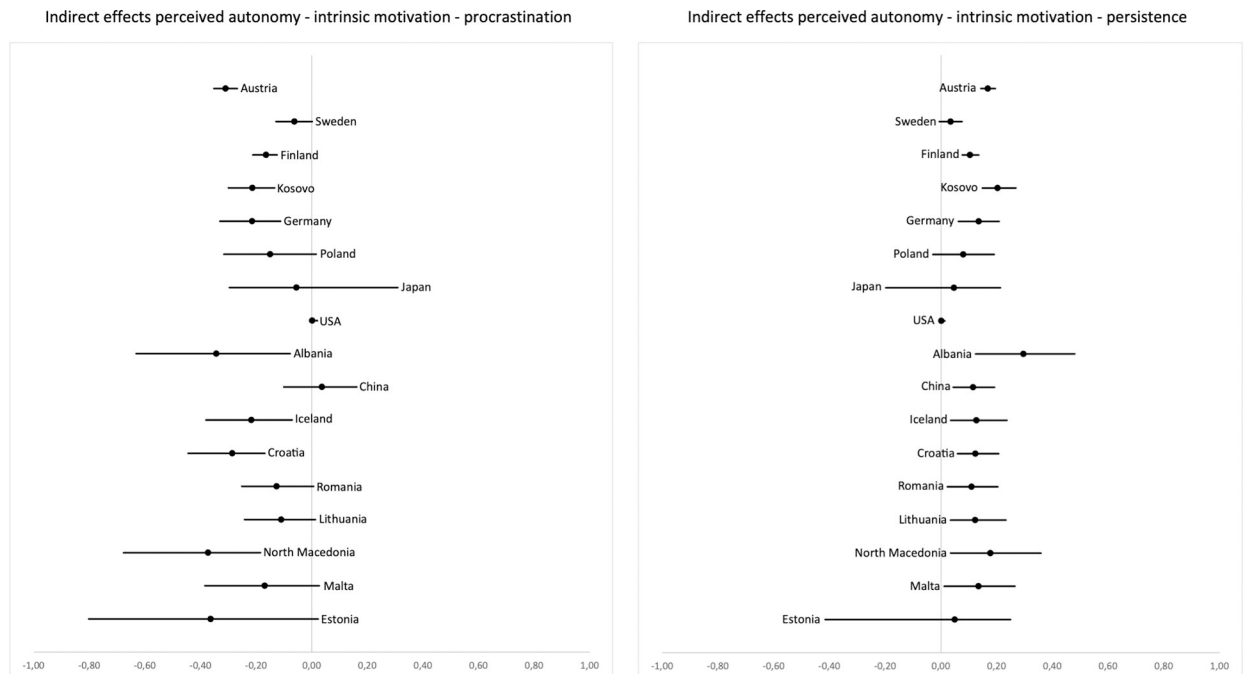 Indirect effects perceived autonomy - intrinsic motivation - procrastination
Austria
Sweden
Finland
Kosovo
Germany
Poland
Japan
USA
Albania
China
Iceland
Croatia
Romania
Lithuania
North Macedonia
Malta
Estonia
-1,00 -0,80 -0,60 -0,40 -0,20 0,00 0,20 0,40 0,60 0,80 1,00
Indirect effects perceived autonomy - intrinsic motivation - persistence
Austria
Sweden
Finland
Kosovo
Germany
Poland
Japan
USA
Albania
China
Iceland
Croatia
Romania
Lithuania
North Macedonia
Malta
Estonia
-1,00 -0,80 -0,60 -0,40 -0,20 0,00 0,20 0,40 0,60 0,80 1,00